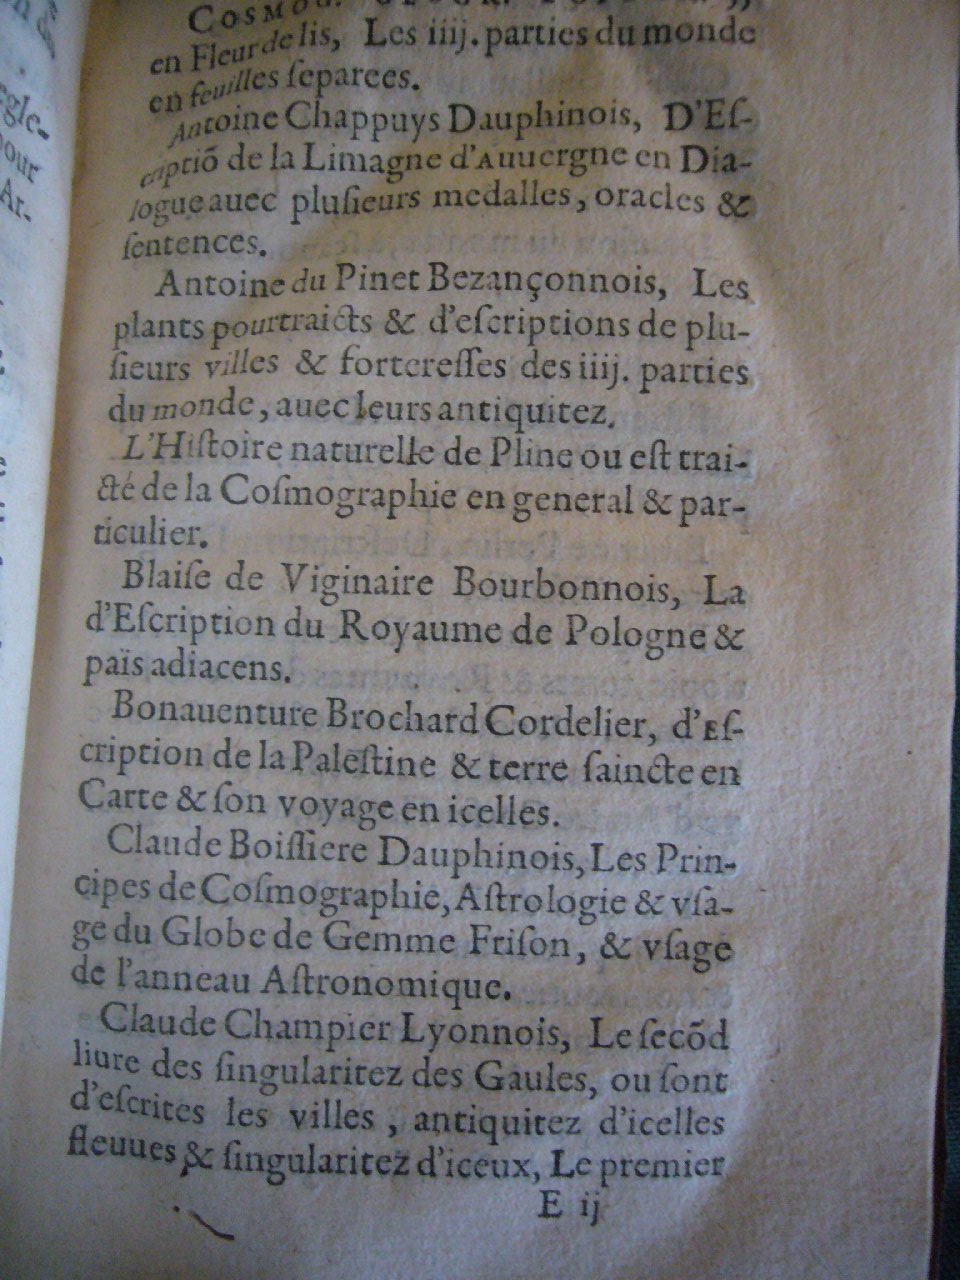 en Fleur de lis, Les iiij. parties du monde
en feuilles ſeparees.
Antoine Chappuys Dauphinois, D'Eſ-
criptiõ de la Limagne d'Auuergne en Dia-
logue auec pluſieurs medalles, oracles &
ſentences.
Antoine du Pinet Bezançonnois, Les
plants pourtraicts & d'eſcriptions de plu-
ſieurs villes & fortereſſes des iiij. parties
du monde, auec leurs antiquitez.
L'Hiſtoire naturelle de Pline ou eſt trai-
cté de la Coſmographie en general & par-
ticulier.
Blaiſe de Viginaire Bourbonnois, La
d'Eſcription du Royaume de Pologne &
païs adiacens.
Bonauenture Brochard Cordelier, d'Eſ-
cription de la Paleſtine & terre ſaincte en
Carte & ſon voyage en icelles.
Claude Boiſſiere Dauphinois, Les Prin-
cipes de Coſmographie, Aſtrologie & vſa-
ge du Globe de Gemme Friſon, & vſage
de l'anneau Aſtronomique.
Claude Champier Lyonnois, Le ſecõd
liure des ſingularitez des Gaules, ou ſont
d'eſcrites les villes, antiquitez d'icelles
fleuues & ſingularitez d'iceux, Le premier
E ij